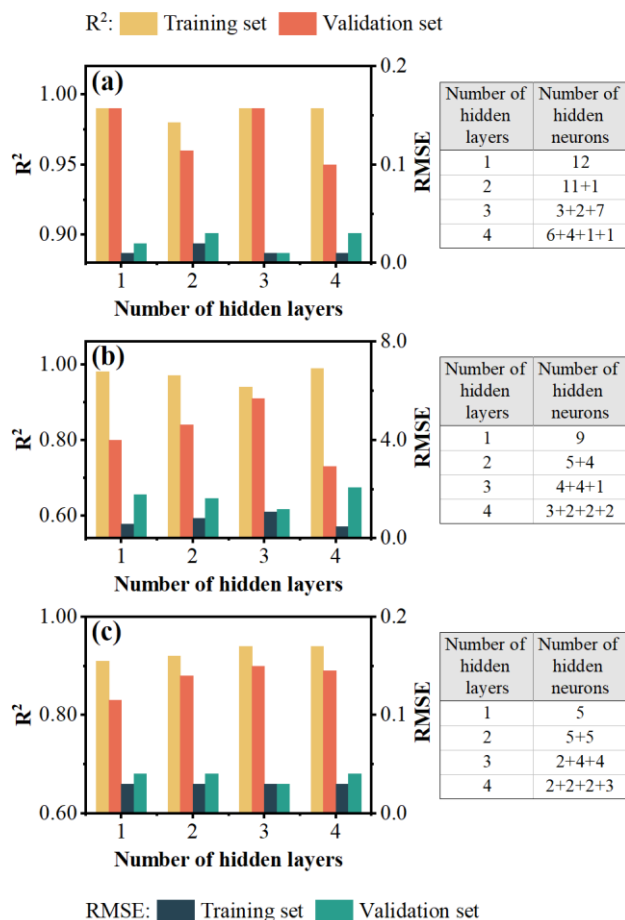 R²: Training set Validation set
(a)
1.00
0.95
0.90
R²
0.2
0.1
0.0
RMSE
1 2 3 4
Number of hidden layers
Number of hidden layers Number of hidden neurons
1 12
2 11+1
3 3+2+7
4 6+4+1+1
(b)
1.00
0.80
0.60
R²
8.0
4.0
0.0
RMSE
1 2 3 4
Number of hidden layers
Number of hidden layers Number of hidden neurons
1 9
2 5+4
3 4+4+1
4 3+2+2+2
(c)
1.00
0.80
0.60
R²
0.2
0.1
0.0
RMSE
1 2 3 4
Number of hidden layers
Number of hidden layers Number of hidden neurons
1 5
2 5+5
3 2+4+4
4 2+2+2+3
RMSE: Training set Validation set